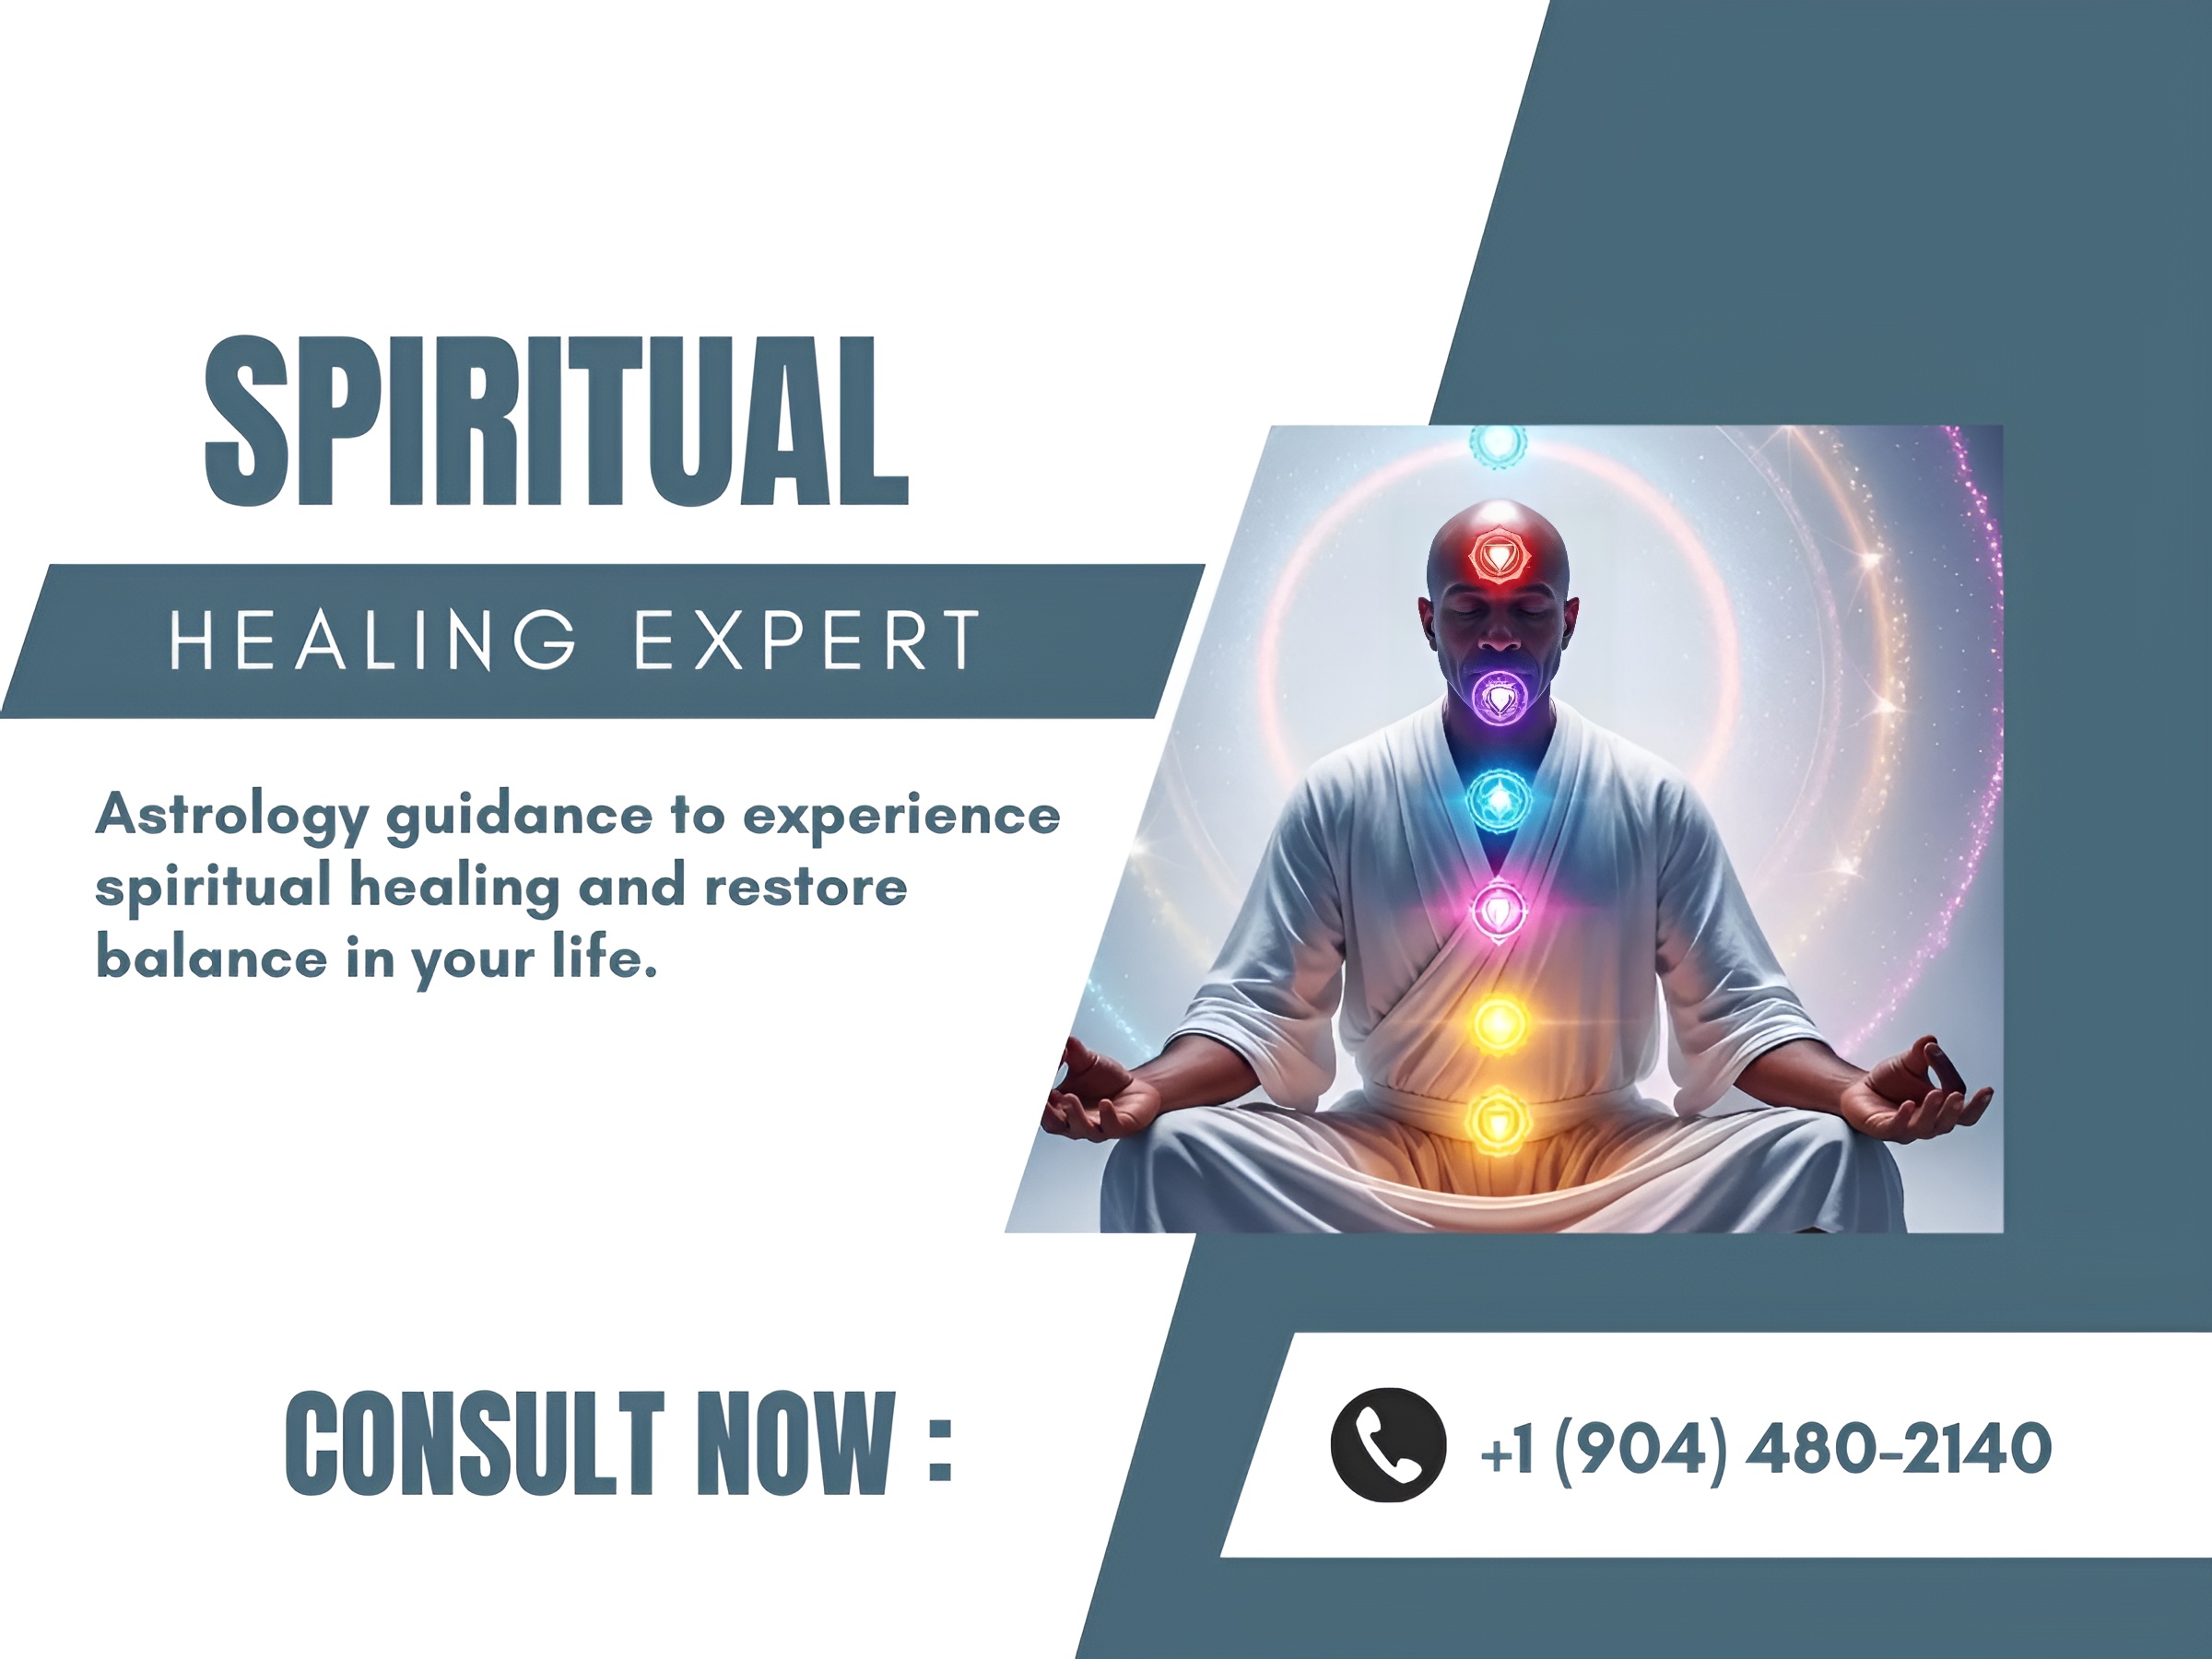 SPIRITUAL
HEALING EXPERT
Astrology guidance to experience
spiritual healing and restore
balance in your life.
CONSULT NOW :
+1 (904) 480-2140